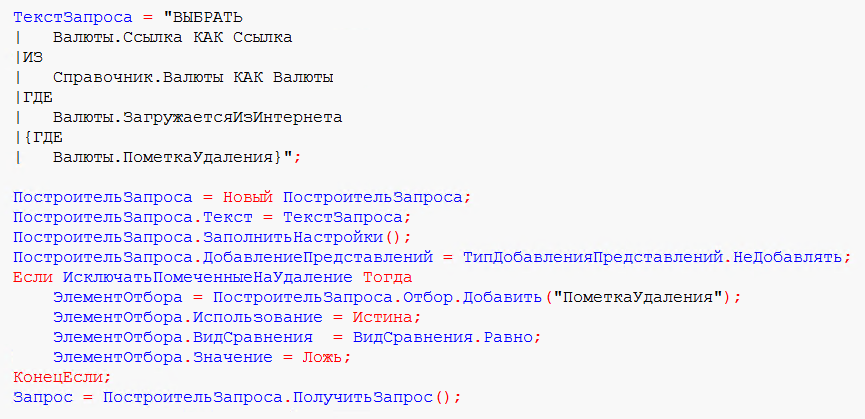 ТекстЗапроса = "ВЫБРАТЬ
|   Валюты.Ссылка КАК Ссылка
|ИЗ
|   Справочник.Валюты КАК Валюты
|ГДЕ
|   Валюты.ЗагружаетсяИзИнтернета
|{ГДЕ
|   Валюты.ПометкаУдаления}";

ПостроительЗапроса = Новый ПостроительЗапроса;
ПостроительЗапроса.Текст = ТекстЗапроса;
ПостроительЗапроса.ЗаполнитьНастройки();
ПостроительЗапроса.ДобавлениеПредставлений = ТипДобавленияПредставлений.НеДобавлять;
Если ИсключатьПомеченныеНаУдаление Тогда
    ЭлементОтбора = ПостроительЗапроса.Отбор.Добавить("ПометкаУдаления");
    ЭлементОтбора.Использование = Истина;
    ЭлементОтбора.ВидСравнения  = ВидСравнения.Равно;
    ЭлементОтбора.Значение = Ложь;
КонецЕсли;
Запрос = ПостроительЗапроса.ПолучитьЗапрос();